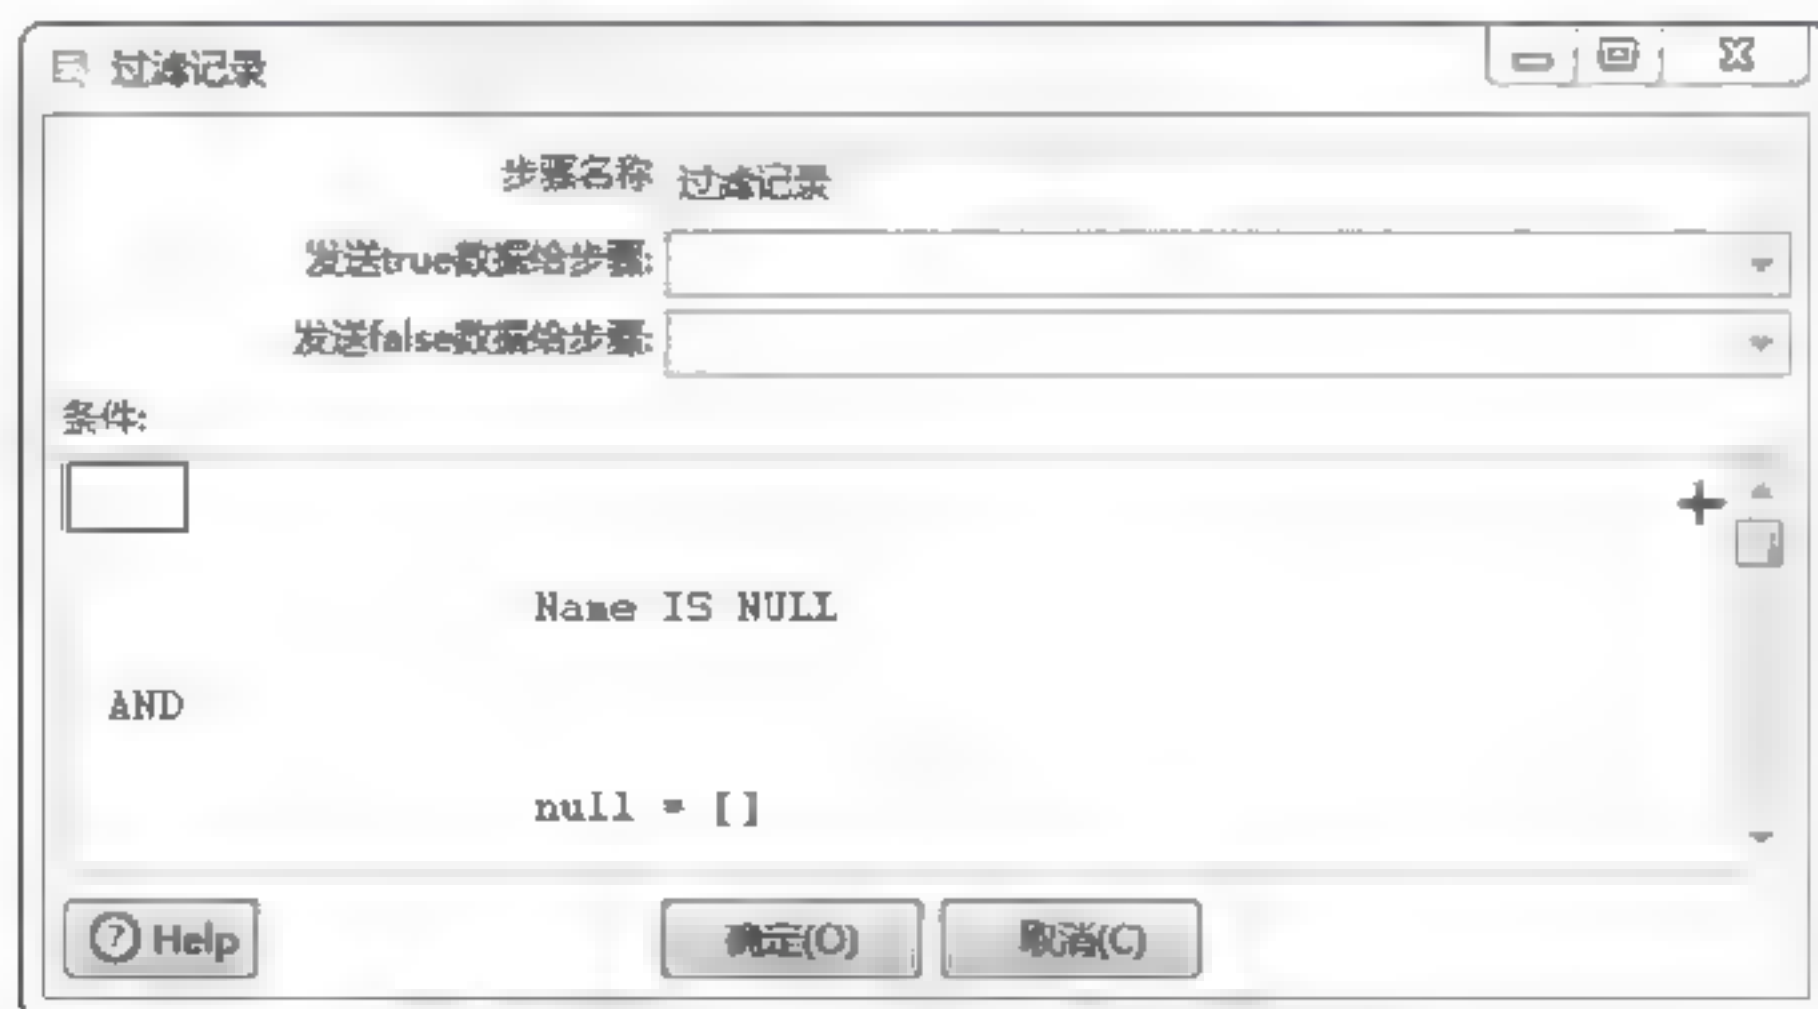 过滤记录
步骤名称 过滤记录
发送true数据给步骤:
发送false数据给步骤:
条件:
Name IS NULL
AND
null = []
Help 确定(O) 取消(C)